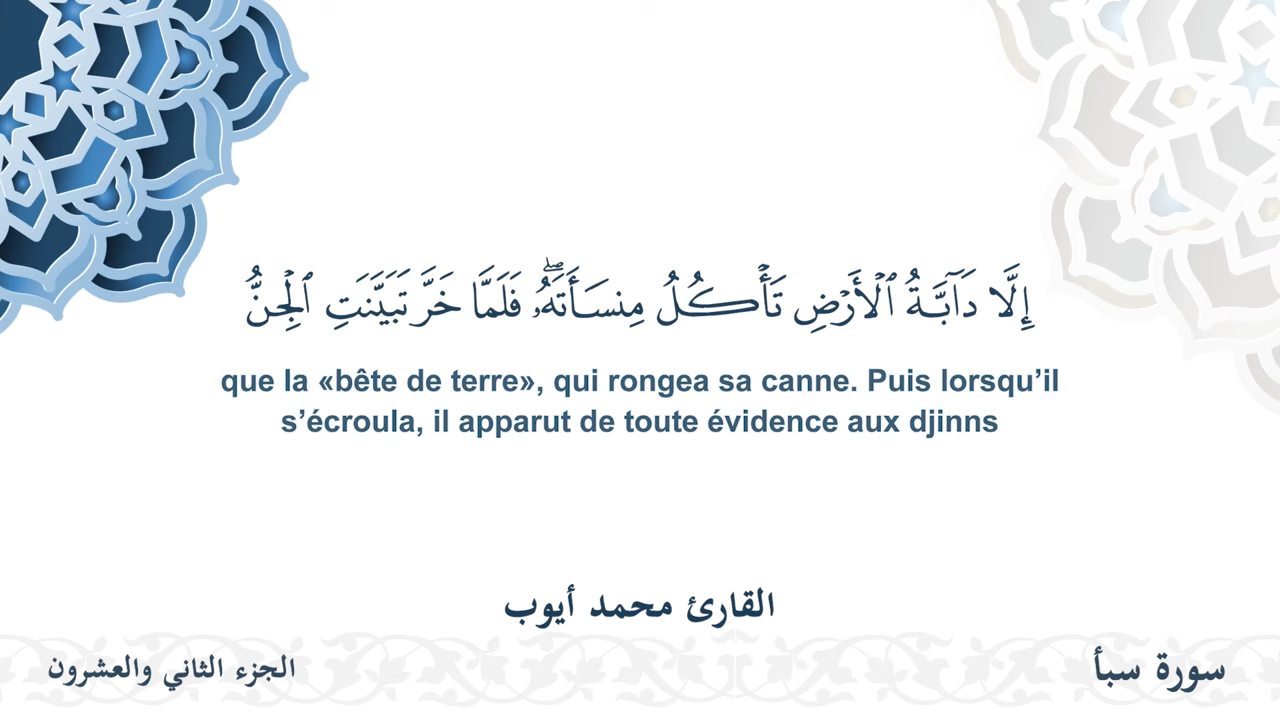 إِلَّا دَآبَّةُ ٱلْأَرْضِ تَأْكُلُ مِنسَأَتَهُۥ ۖ فَلَمَّا خَرَّ تَبَيَّنَتِ ٱلْجِنُّ
que la «bête de terre», qui rongea sa canne. Puis lorsqu’il
s’écroula, il apparut de toute évidence aux djinns
القارئ محمد أيوب
سورة سبأ
الجزء الثاني والعشرون